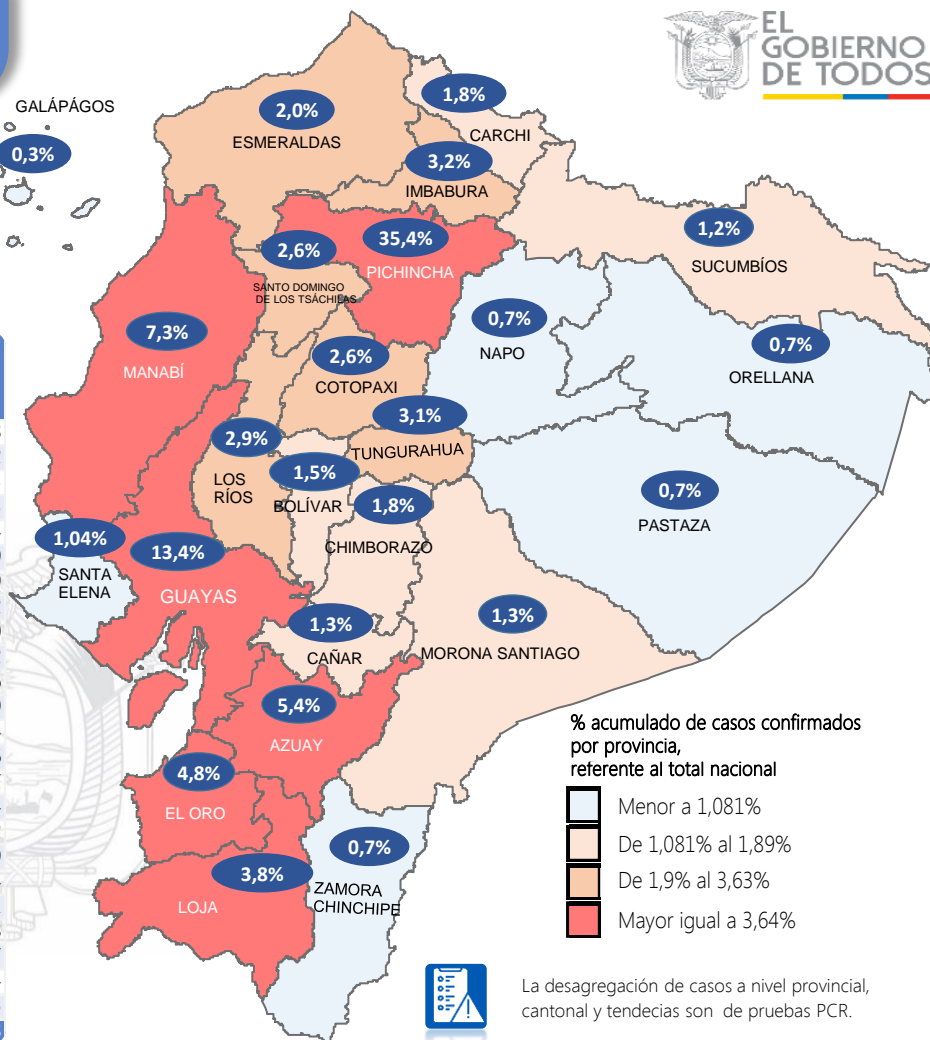 EL
GOBIERNO
DE TODOS
GALÁPÁGOS
0,3%
2,0%
ESMERALDAS
1,8%
CARCHI
3,2%
IMBABURA
1,2%
SUCUMBÍOS
2,6%
SANTO DOMINGO
DE LOS TSÁCHILAS
35,4%
PICHINCHA
7,3%
MANABÍ
0,7%
NAPO
0,7%
ORELLANA
2,6%
COTOPAXI
3,1%
TUNGURAHUA
2,9%
LOS
RÍOS
1,5%
BOLÍVAR
1,8%
CHIMBORAZO
0,7%
PASTAZA
1,04%
SANTA
ELENA
13,4%
GUAYAS
1,3%
CAÑAR
1,3%
MORONA SANTIAGO
5,4%
AZUAY
4,8%
EL ORO
3,8%
LOJA
0,7%
ZAMORA
CHINCHIPE
% acumulado de casos confirmados
por provincia,
referente al total nacional
Menor a 1,081%
De 1,081% al 1,89%
De 1,9% al 3,63%
Mayor igual a 3,64%
La desagregación de casos a nivel provincial,
cantonal y tendecias son de pruebas PCR.